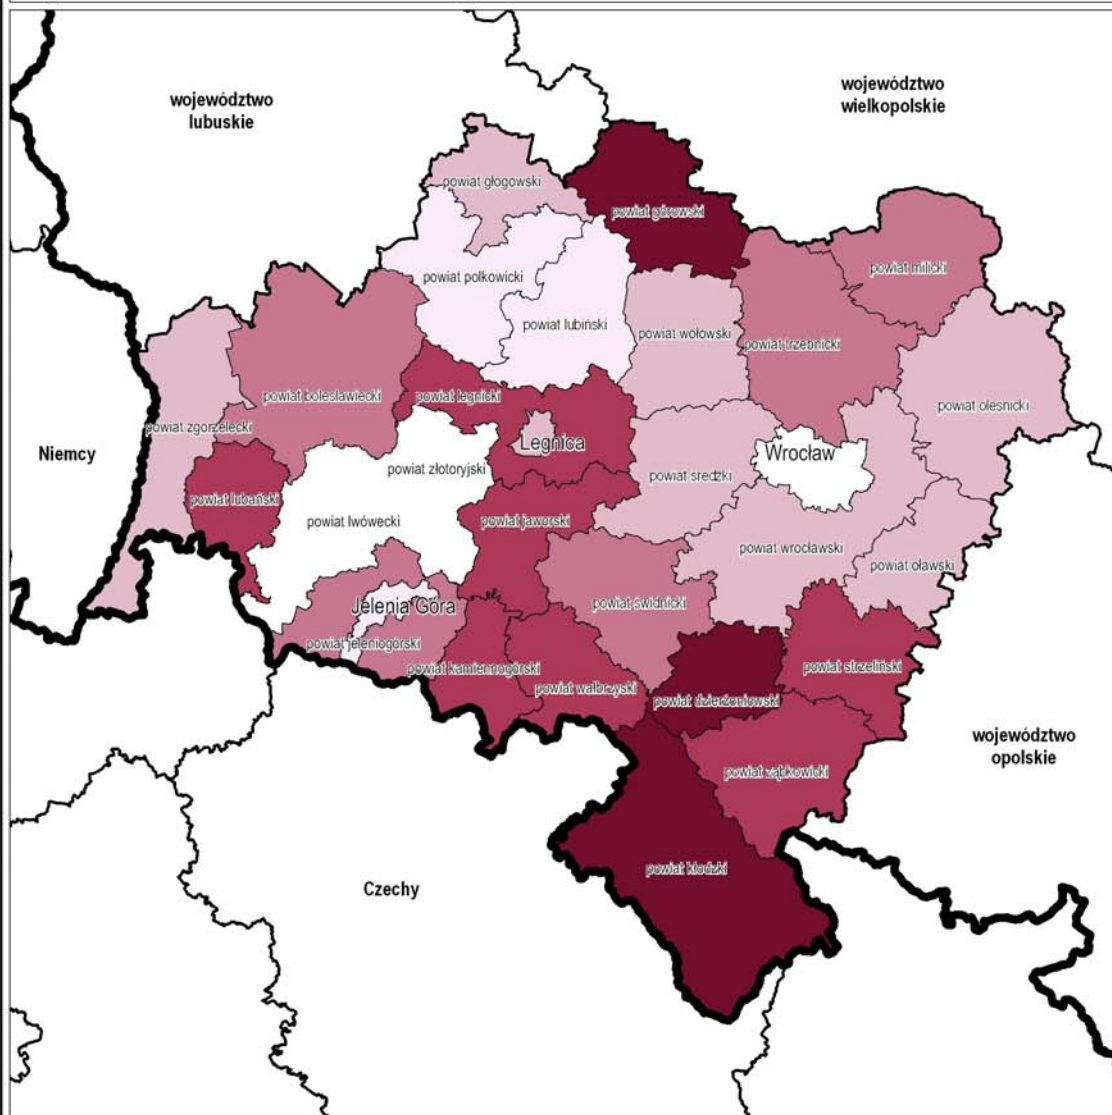 województwo
lubuskie
województwo
wielkopolskie
powiat głogowski
powiat górowski
powiat polkowicki
powiat milicki
powiat lubiński
powiat wołowski
powiat trzebnicki
powiat bolesławiecki
powiat legnicki
powiat oleśnicki
powiat zgorzelecki
Legnica
Wrocław
Niemcy
powiat złotoryjski
powiat średzki
powiat lubański
powiat lwówecki
powiat jaworski
powiat wrocławski
powiat oławski
Jelenia Góra
powiat świdnicki
powiat jeleniogórski
powiat kamiennogórski
powiat strzeliński
powiat wałbrzyski
powiat dzierżoniowski
województwo
opolskie
powiat ząbkowicki
powiat kłodzki
Czechy